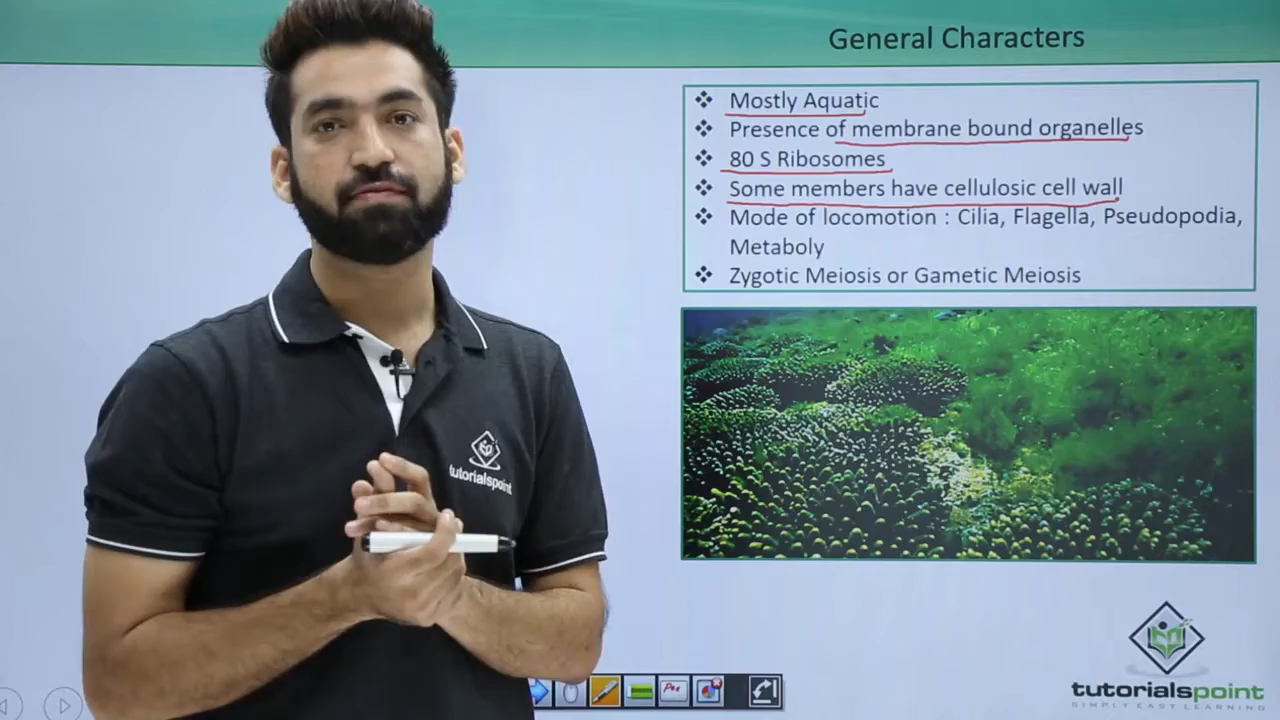 General Characters
❖ Mostly Aquatic
❖ Presence of membrane bound organelles
❖ 80 S Ribosomes
❖ Some members have cellulosic cell wall
❖ Mode of locomotion : Cilia, Flagella, Pseudopodia,
Metaboly
❖ Zygotic Meiosis or Gametic Meiosis
tutorialspoint
tutorialspoint
SIMPLY EASY LEARNING